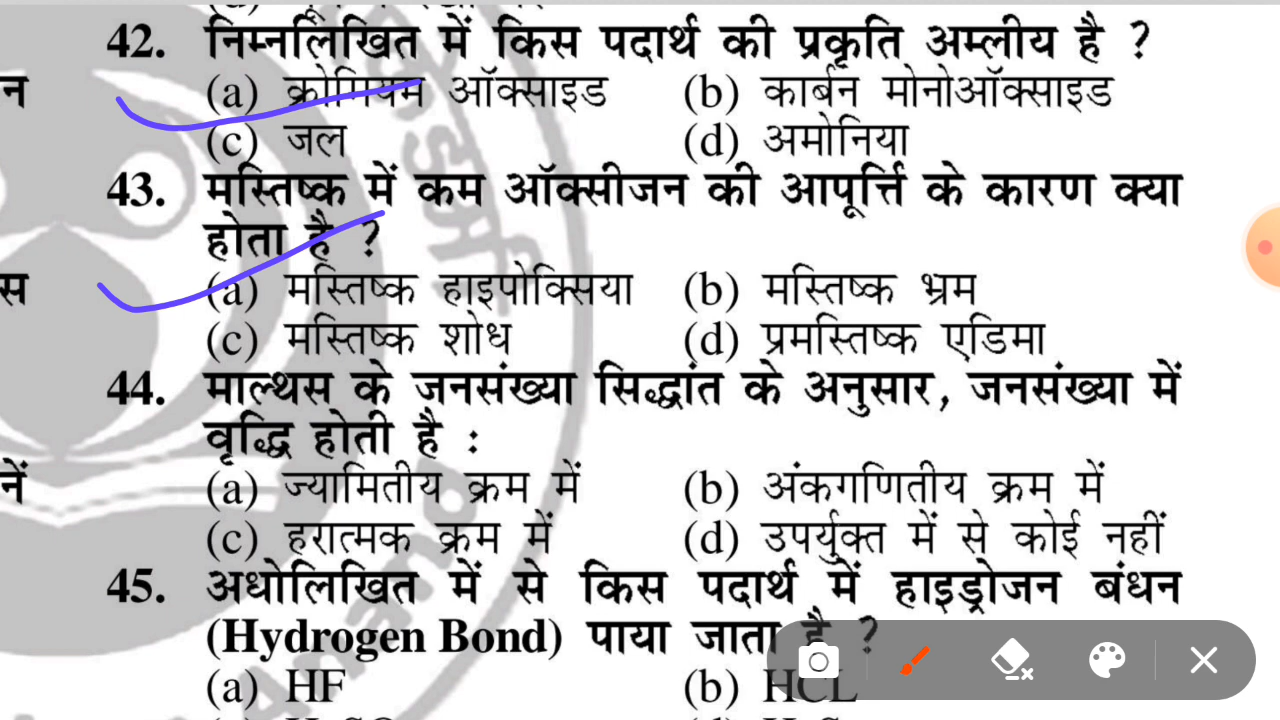 42. निम्नलिखित में किस पदार्थ की प्रकृति अम्लीय है ?
न (a) क्रोमियम ऑक्साइड (b) कार्बन मोनोऑक्साइड
(c) जल (d) अमोनिया
43. मस्तिष्क में कम ऑक्सीजन की आपूर्त्ति के कारण क्या
होता है ?
स (a) मस्तिष्क हाइपोक्सिया (b) मस्तिष्क भ्रम
(c) मस्तिष्क शोध (d) प्रमस्तिष्क एडिमा
44. माल्थस के जनसंख्या सिद्धांत के अनुसार, जनसंख्या में
वृद्धि होती है :
नें (a) ज्यामितीय क्रम में (b) अंकगणितीय क्रम में
(c) हरात्मक क्रम में (d) उपर्युक्त में से कोई नहीं
45. अधोलिखित में से किस पदार्थ में हाइड्रोजन बंधन
(Hydrogen Bond) पाया जाता है ?
(a) HF (b) HCL